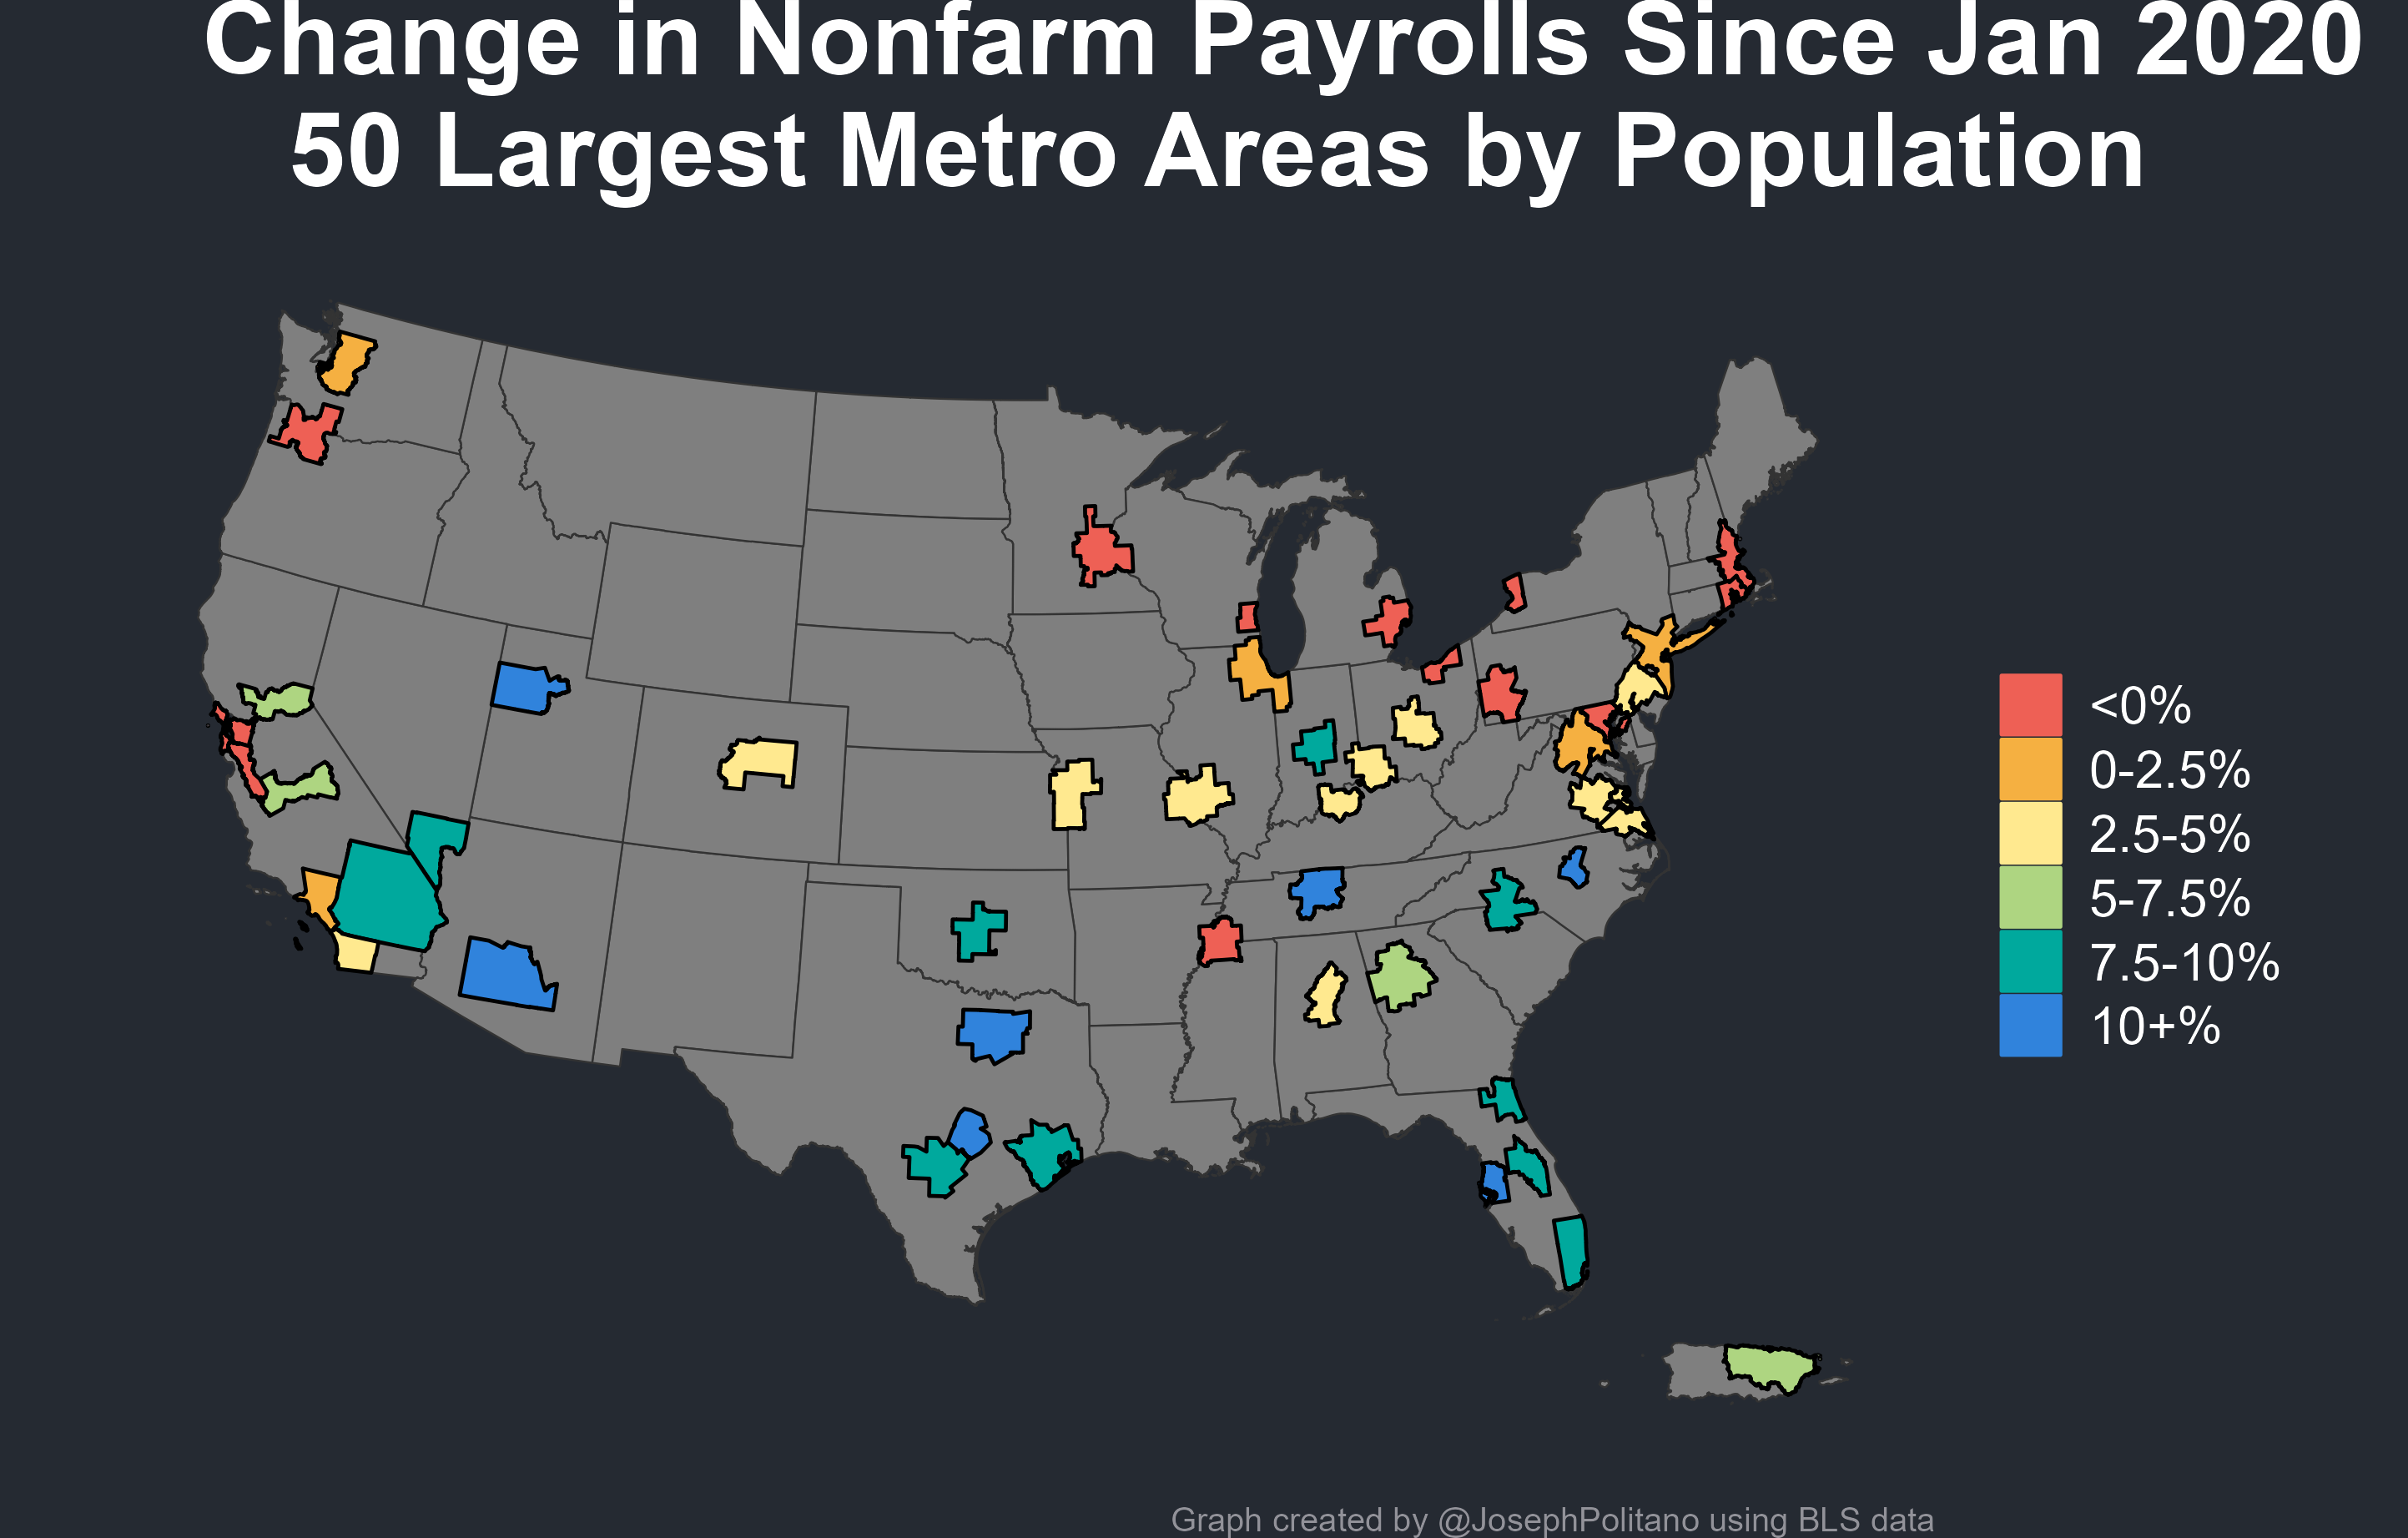 Change in Nonfarm Payrolls Since Jan 2020
50 Largest Metro Areas by Population
<0%
0-2.5%
2.5-5%
5-7.5%
7.5-10%
10+%
Graph created by @JosephPolitano using BLS data